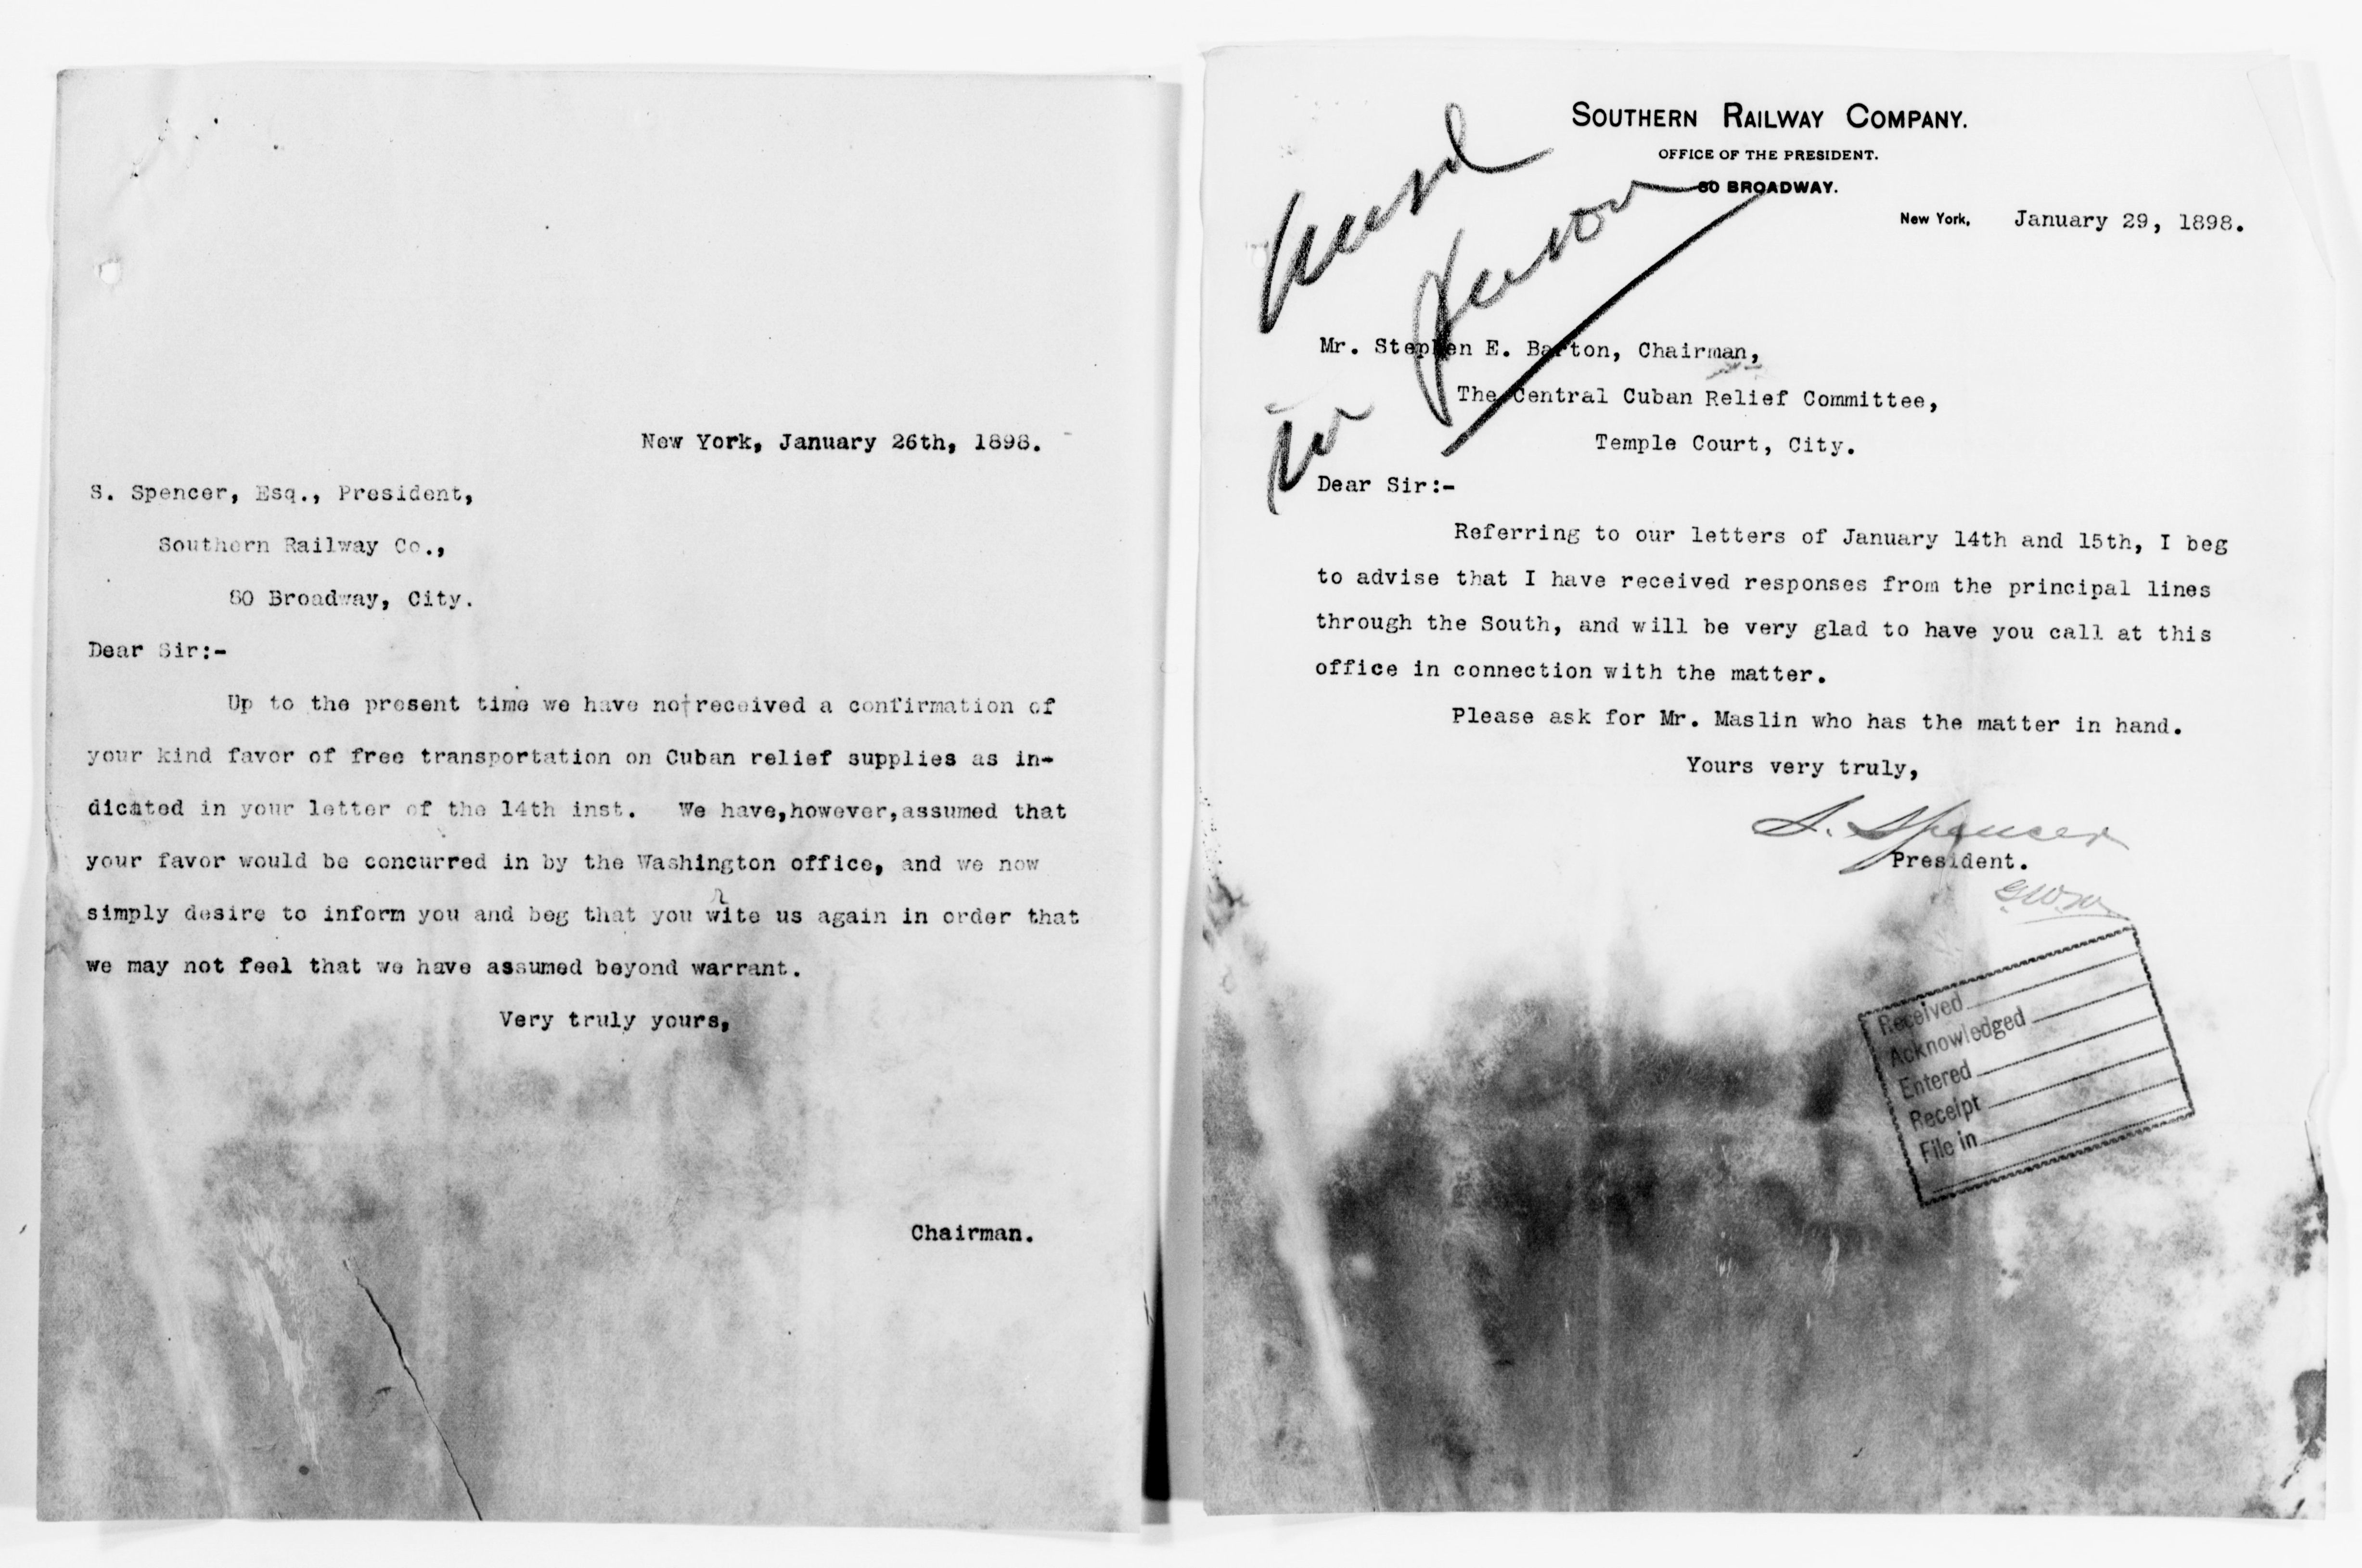 New York, January 26th, 1898.
S. Spencer, Esq., President,
Southern Railway Co.,
80 Broadway, City.
Dear Sir:-
Up to the present time we have not received a confirmation of
your kind favor of free transportation on Cuban relief supplies as in-
dicated in your letter of the 14th inst. We have,however,assumed that
your favor would be concurred in by the Washington office, and we now
simply desire to inform you and beg that you write us again in order that
we may not feel that we have assumed beyond warrant.
Very truly yours,
Chairman.
SOUTHERN RAILWAY COMPANY.
OFFICE OF THE PRESIDENT.
80 BROADWAY.
New York, January 29, 1898.
Mr. Stephen E. Barton, Chairman,
The Central Cuban Relief Committee,
Temple Court, City.
Dear Sir:-
Referring to our letters of January 14th and 15th, I beg
to advise that I have received responses from the principal lines
through the South, and will be very glad to have you call at this
office in connection with the matter.
Please ask for Mr. Maslin who has the matter in hand.
Yours very truly,
S. Spencer
President.
Received
Acknowledged
Entered
Receipt
File in